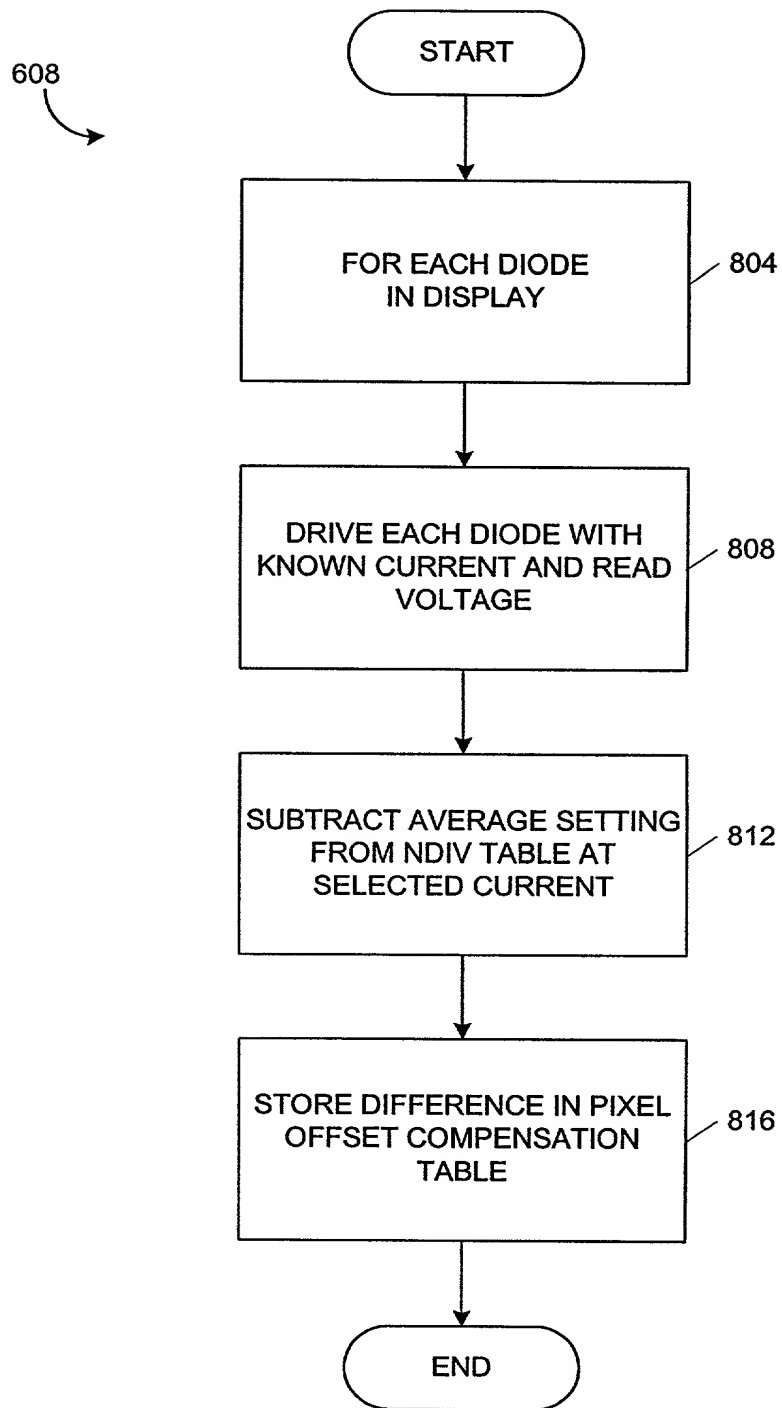 START
608
FOR EACH DIODE
IN DISPLAY
804
DRIVE EACH DIODE WITH
KNOWN CURRENT AND READ
VOLTAGE
808
SUBTRACT AVERAGE SETTING
FROM NDIV TABLE AT
SELECTED CURRENT
812
STORE DIFFERENCE IN PIXEL
OFFSET COMPENSATION
TABLE
816
END